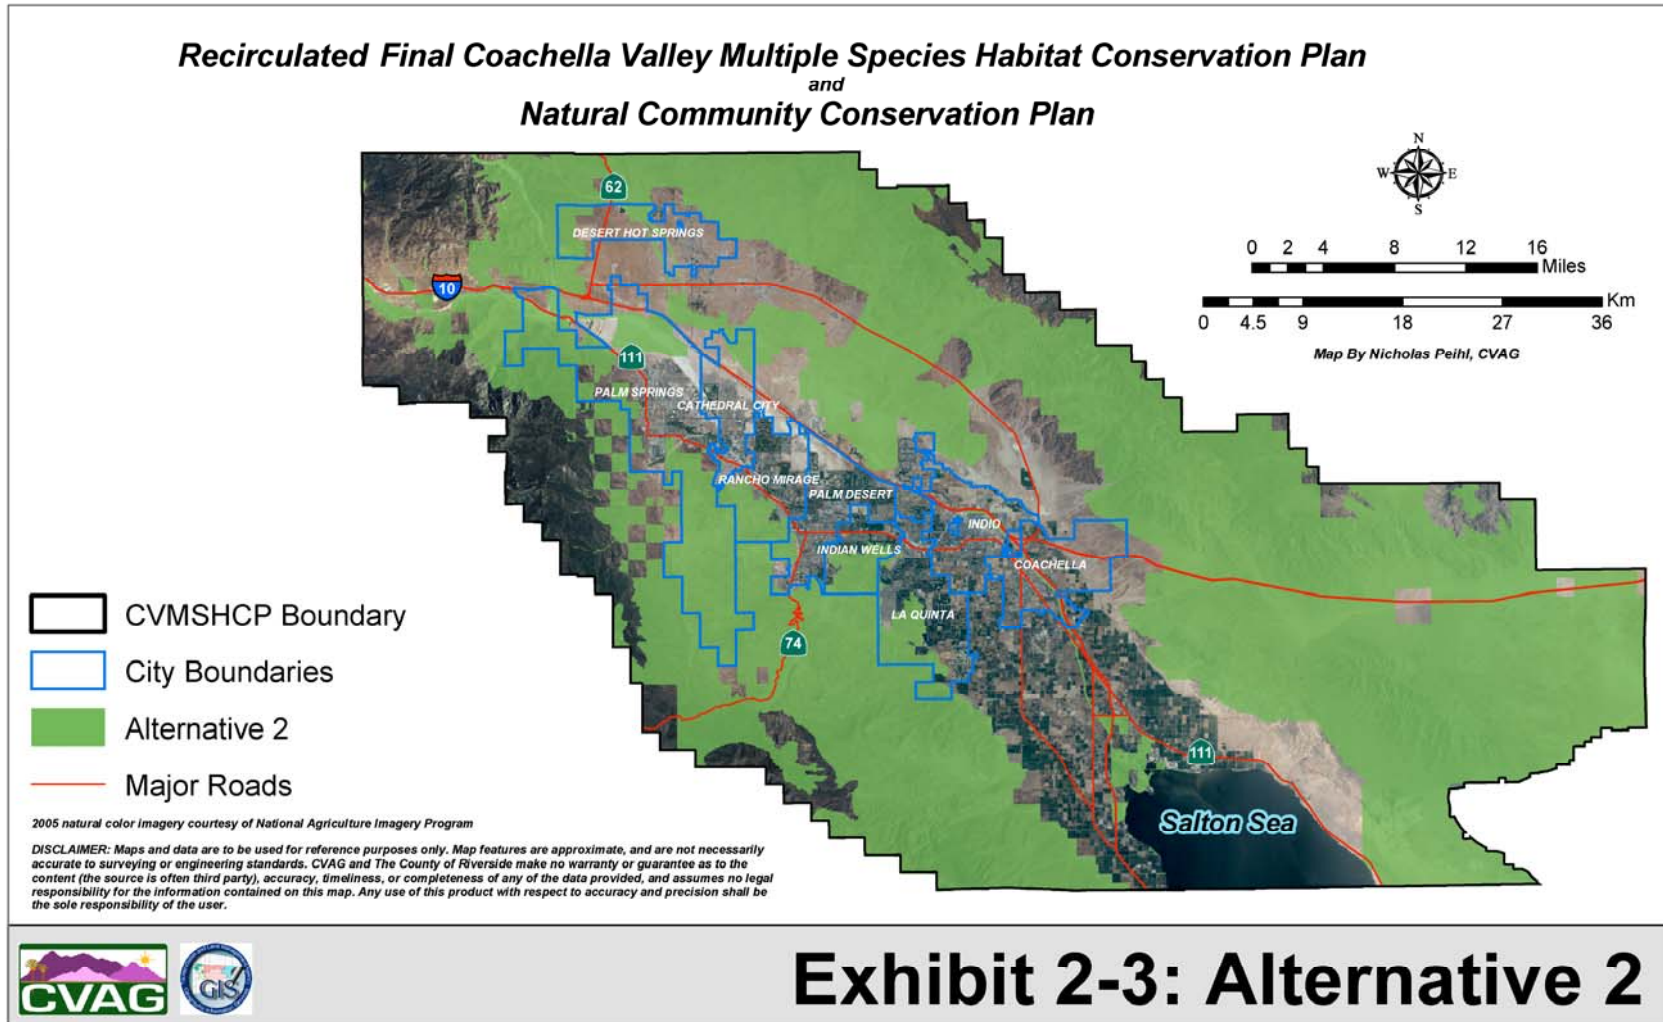 Recirculated Final Coachella Valley Multiple Species Habitat Conservation Plan
and
Natural Community Conservation Plan
N
W E
S
0 2 4 8 12 16
Miles
Km
0 4.5 9 18 27 36
Map By Nicholas Peihl, CVAG
62
DESERT HOT SPRINGS
10
111
PALM SPRINGS
CATHEDRAL CITY
RANCHO MIRAGE
PALM DESERT
INDIO
INDIAN WELLS
COACHELLA
LA QUINTA
74
111
Salton Sea
CVMSHCP Boundary
City Boundaries
Alternative 2
Major Roads
2005 natural color imagery courtesy of National Agriculture Imagery Program
DISCLAIMER: Maps and data are to be used for reference purposes only. Map features are approximate, and are not necessarily
accurate to surveying or engineering standards. CVAG and The County of Riverside make no warranty or guarantee as to the
content (the source is often third party), accuracy, timeliness, or completeness of any of the data provided, and assumes no legal
responsibility for the information contained on this map. Any use of this product with respect to accuracy and precision shall be
the sole responsibility of the user.
CVAG
GIS
Exhibit 2-3: Alternative 2